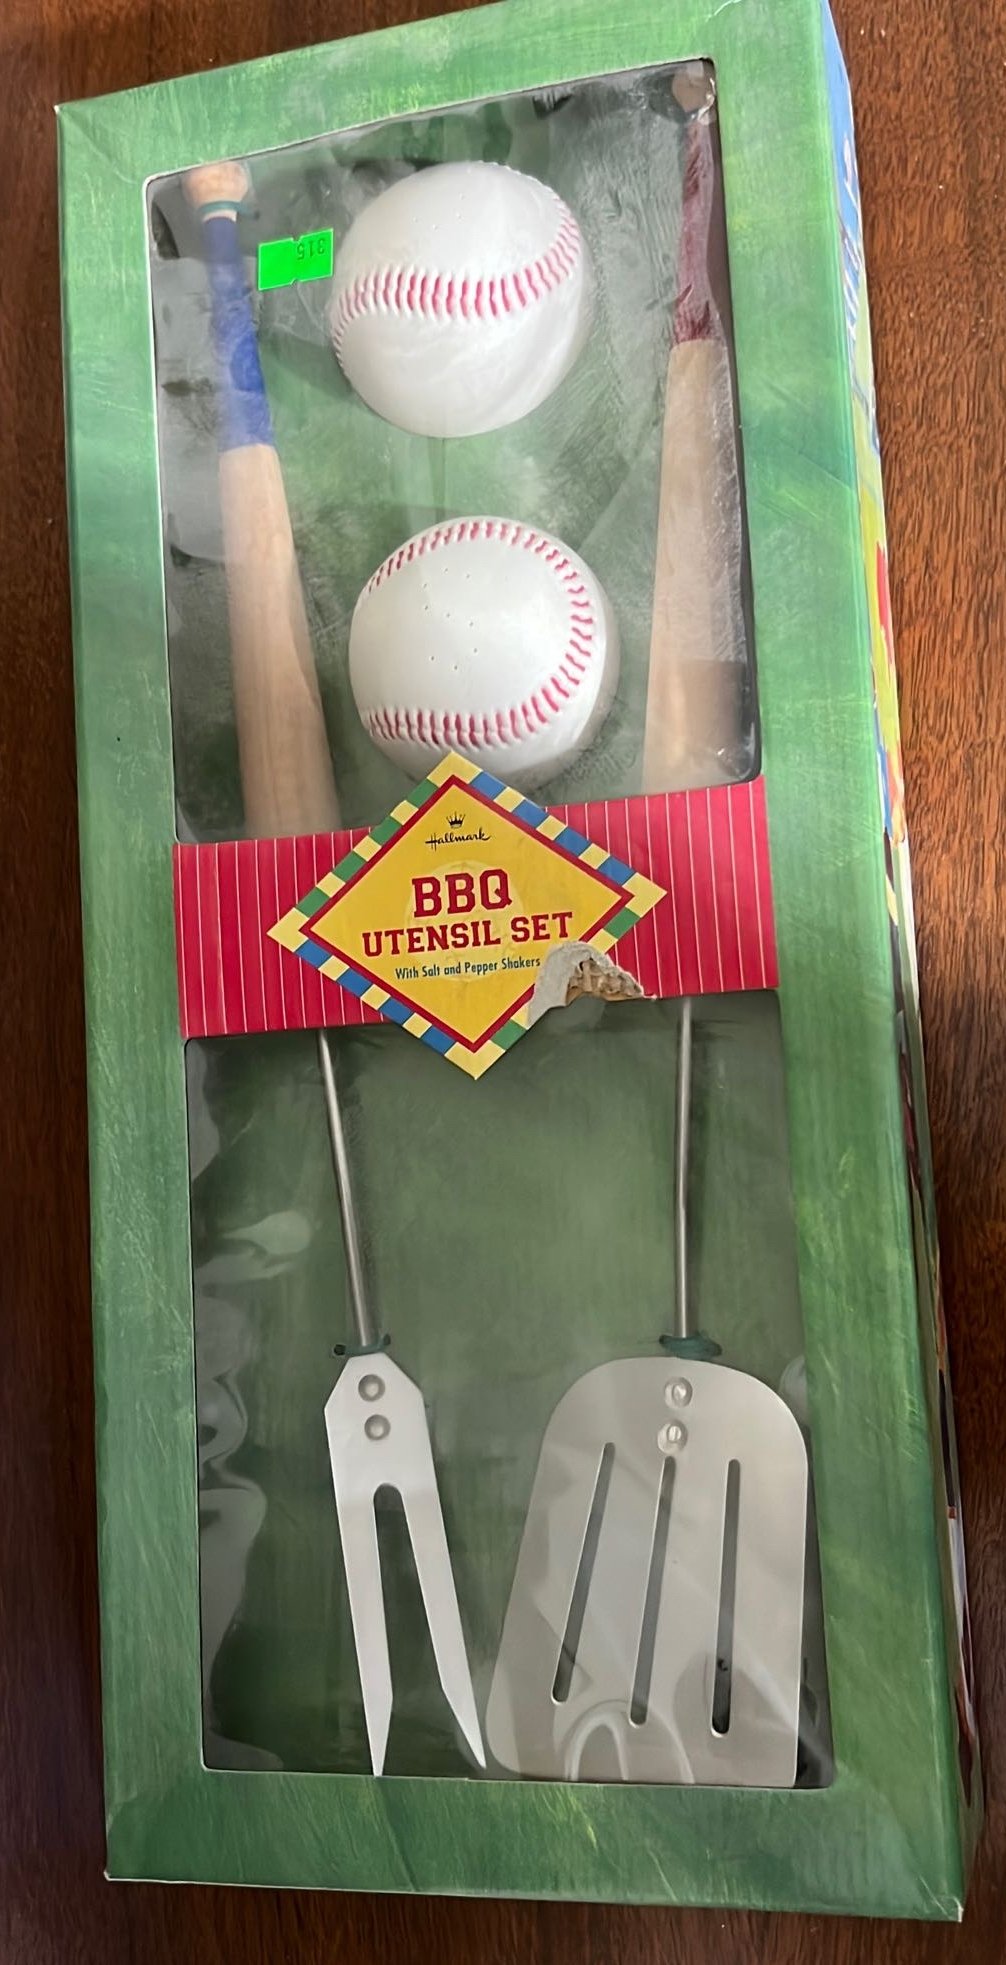 315
Hallmark
BBQ
UTENSIL SET
With Salt and Pepper Shakers